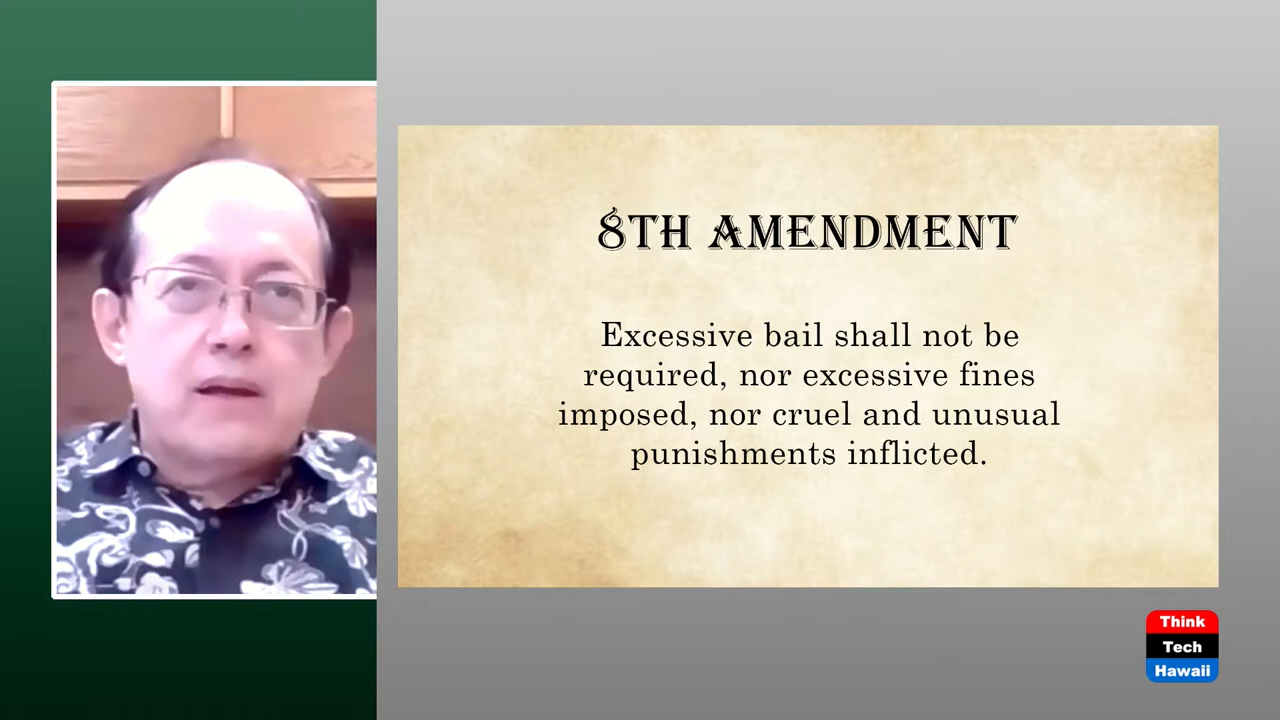 8TH AMENDMENT
Excessive bail shall not be
required, nor excessive fines
imposed, nor cruel and unusual
punishments inflicted.
Think
Tech
Hawaii